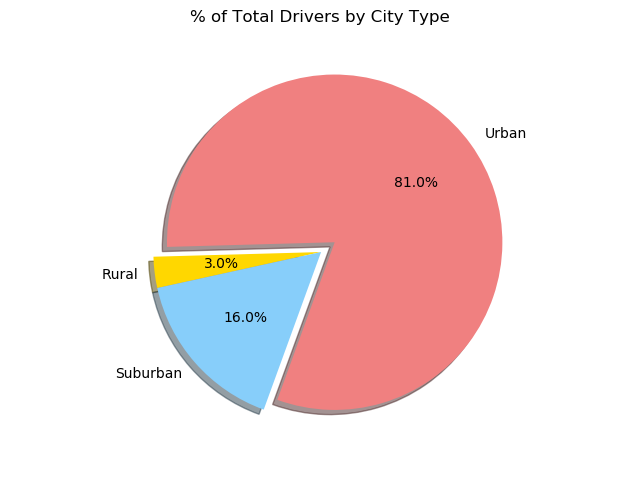 % of Total Drivers by City Type
Urban
81.0%
Rural
3.0%
16.0%
Suburban